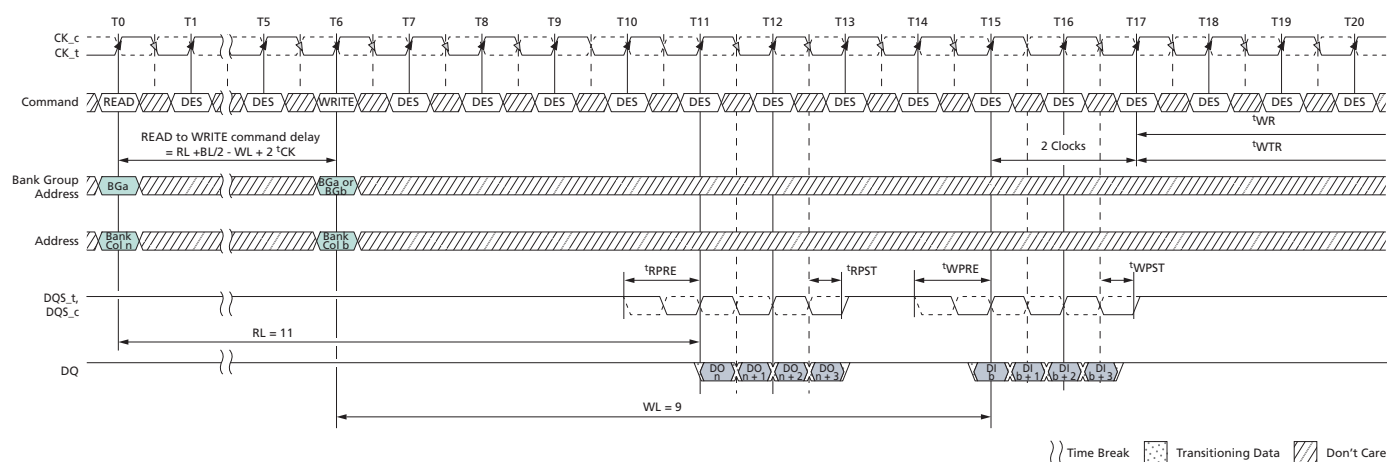 T0 T1 T5 T6 T7 T8 T9 T10 T11 T12 T13 T14 T15 T16 T17 T18 T19 T20
CK_c
CK_t
Command READ DES DES WRITE DES DES DES DES DES DES DES DES DES DES DES DES DES DES
READ to WRITE command delay
= RL +BL/2 - WL + 2 tCK
2 Clocks
tWR
tWTR
Bank Group
Address
BGa
BGa or
BGb
Address
Bank
Col n
Bank
Col b
tRPRE tRPST tWPRE tWPST
DQS_t,
DQS_c
RL = 11
DQ
DO
n
DO
n + 1
DO
n + 2
DO
n + 3
DI
b
DI
b + 1
DI
b + 2
DI
b + 3
WL = 9
Time Break Transitioning Data Don't Care